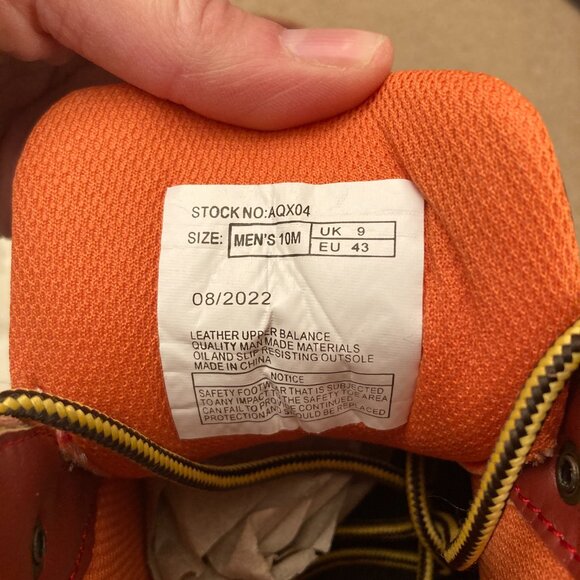 STOCK NO:AQX04
SIZE: MEN'S 10M UK 9
EU 43
08/2022
LEATHER UPPER BALANCE
QUALITY MAN MADE MATERIALS
OIL AND SLIP RESISTING OUTSOLE
MADE IN CHINA
NOTICE
SAFETY FOOTWEAR THAT IS SUBJECTED
TO ANY IMPACT THE SAFETY TOE AREA
CAN FAIL TO PRO CONTINUED
PROTECTION AND SHOULD BE REPLACED